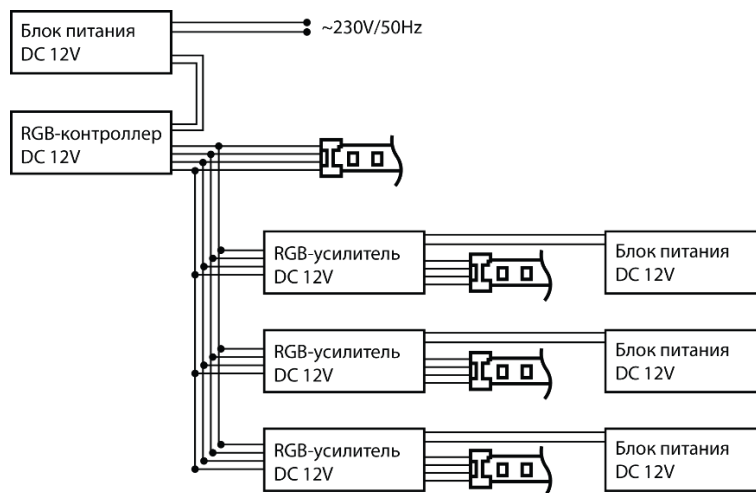 Блок питания
DC 12V
~230V/50Hz
RGB-контроллер
DC 12V
RGB-усилитель
DC 12V
Блок питания
DC 12V
RGB-усилитель
DC 12V
Блок питания
DC 12V
RGB-усилитель
DC 12V
Блок питания
DC 12V